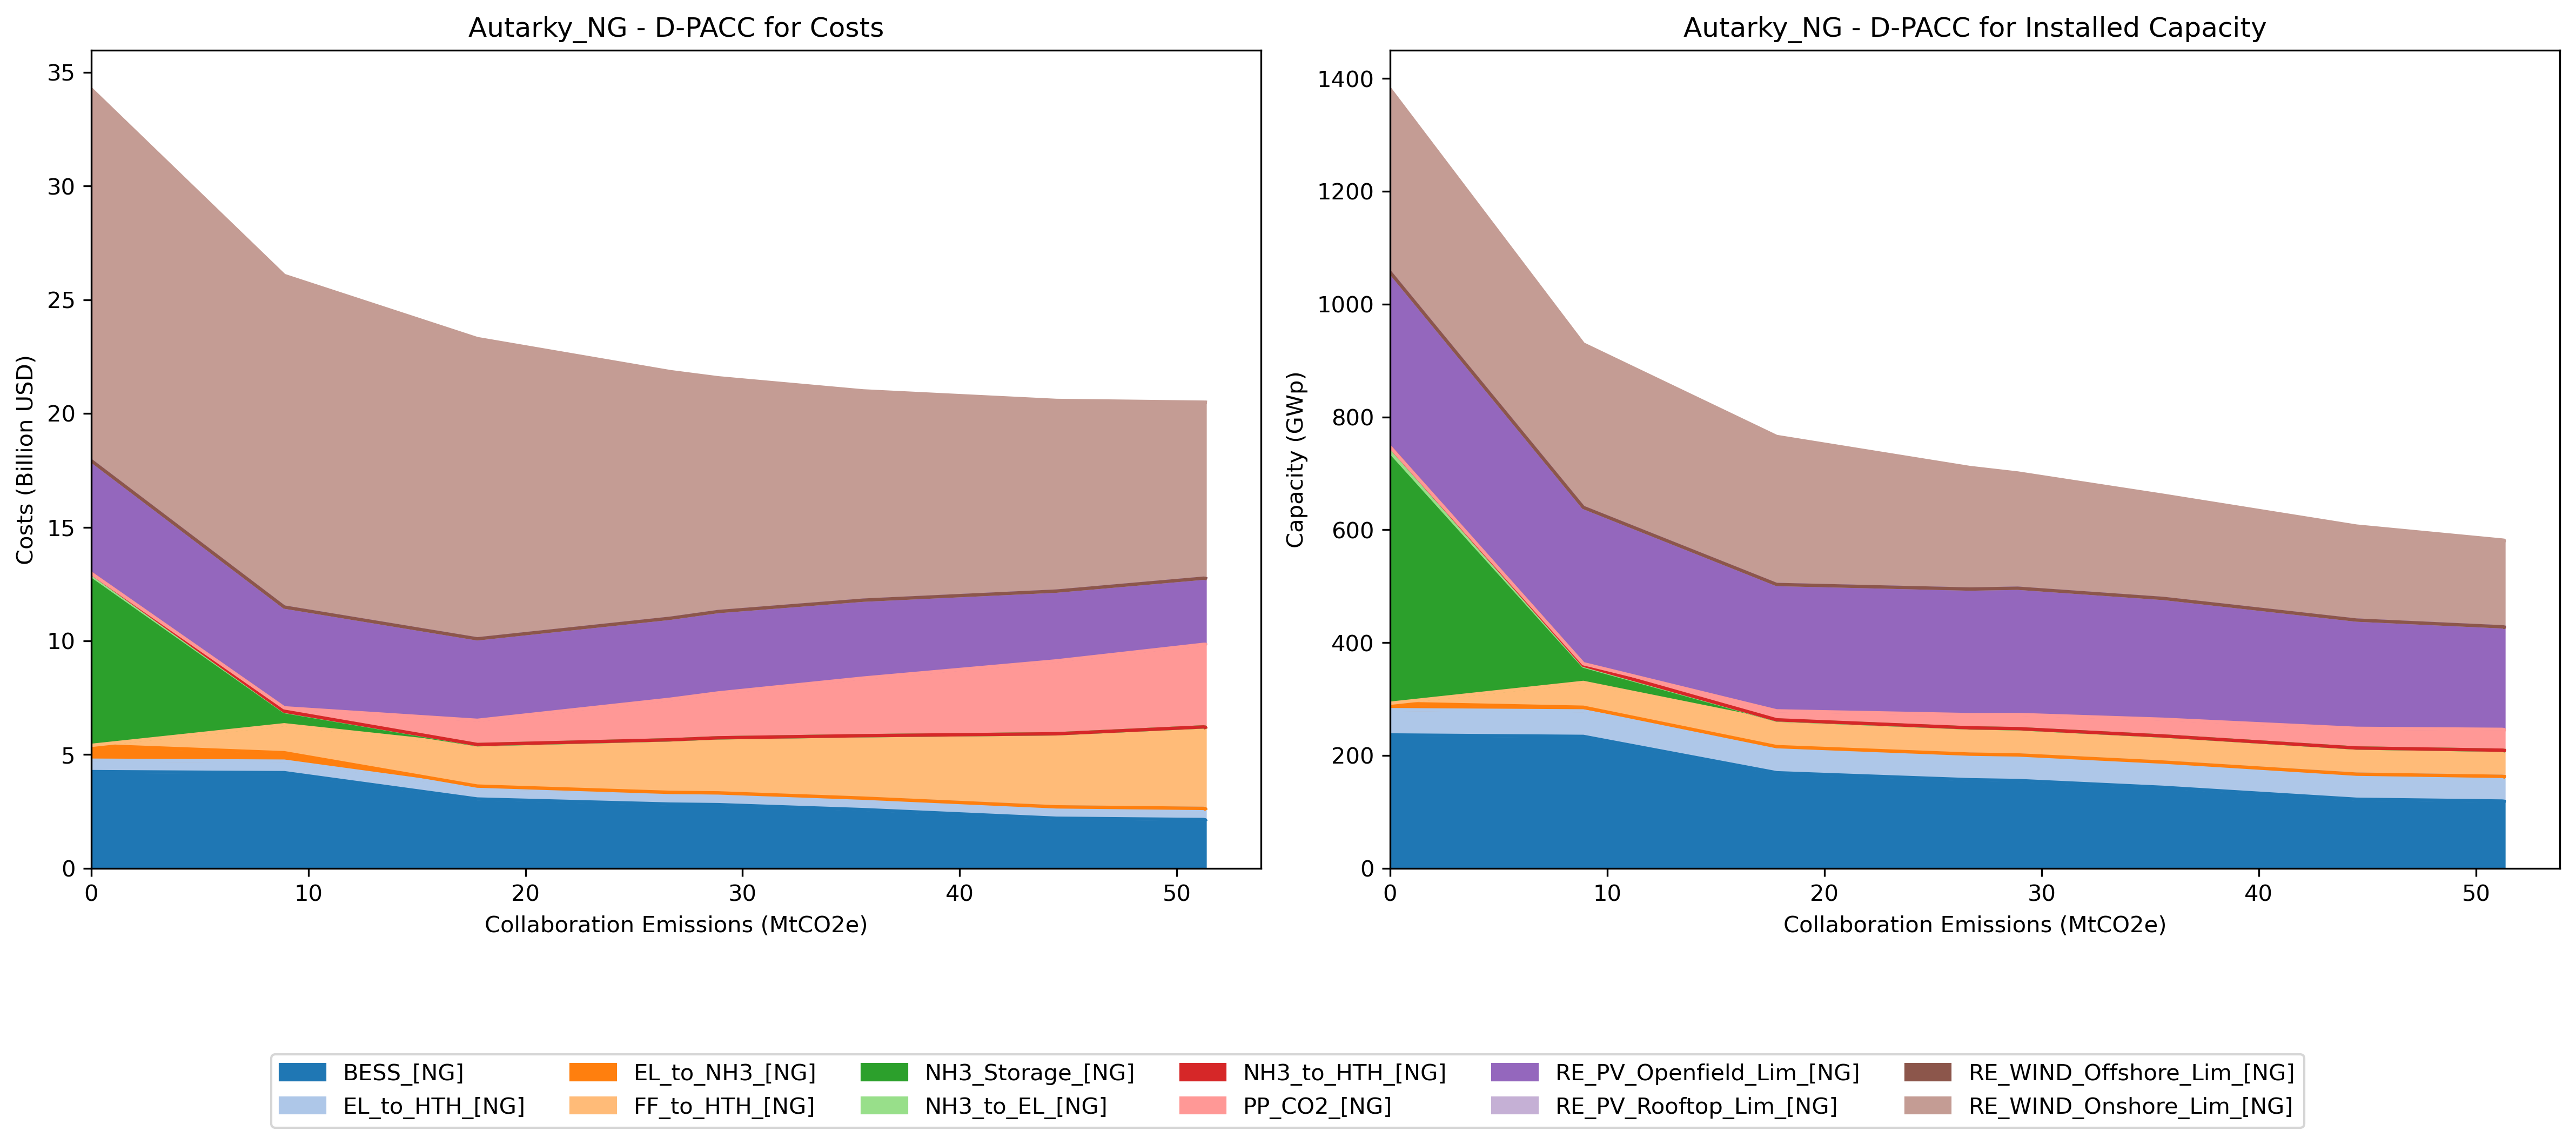 Autarky_NG - D-PACC for Costs
35
30
25
20
15
10
5
0
Costs (Billion USD)
0 10 20 30 40 50
Collaboration Emissions (MtCO2e)
Autarky_NG - D-PACC for Installed Capacity
1400
1200
1000
800
600
400
200
0
Capacity (GWp)
0 10 20 30 40 50
Collaboration Emissions (MtCO2e)
BESS_[NG] EL_to_NH3_[NG] NH3_Storage_[NG] NH3_to_HTH_[NG] RE_PV_Openfield_Lim_[NG] RE_WIND_Offshore_Lim_[NG]
EL_to_HTH_[NG] FF_to_HTH_[NG] NH3_to_EL_[NG] PP_CO2_[NG] RE_PV_Rooftop_Lim_[NG] RE_WIND_Onshore_Lim_[NG]